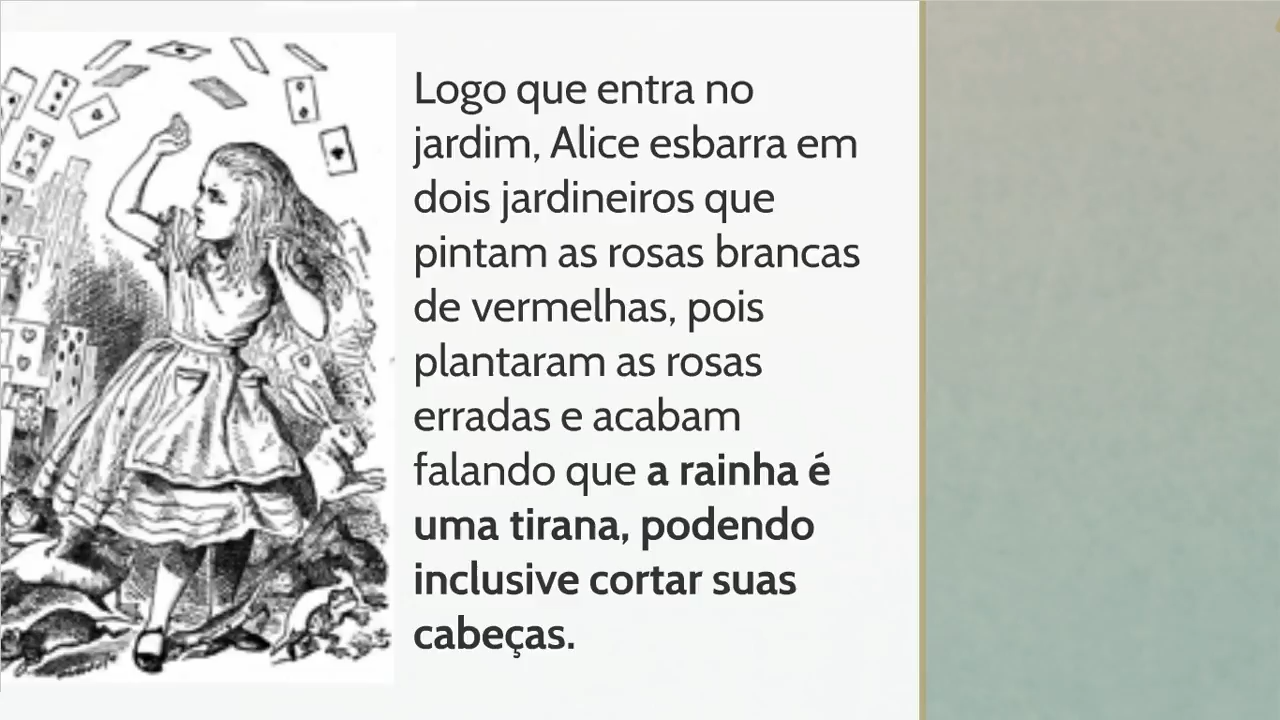 Logo que entra no
jardim, Alice esbarra em
dois jardineiros que
pintam as rosas brancas
de vermelhas, pois
plantaram as rosas
erradas e acabam
falando que a rainha é
uma tirana, podendo
inclusive cortar suas
cabeças.